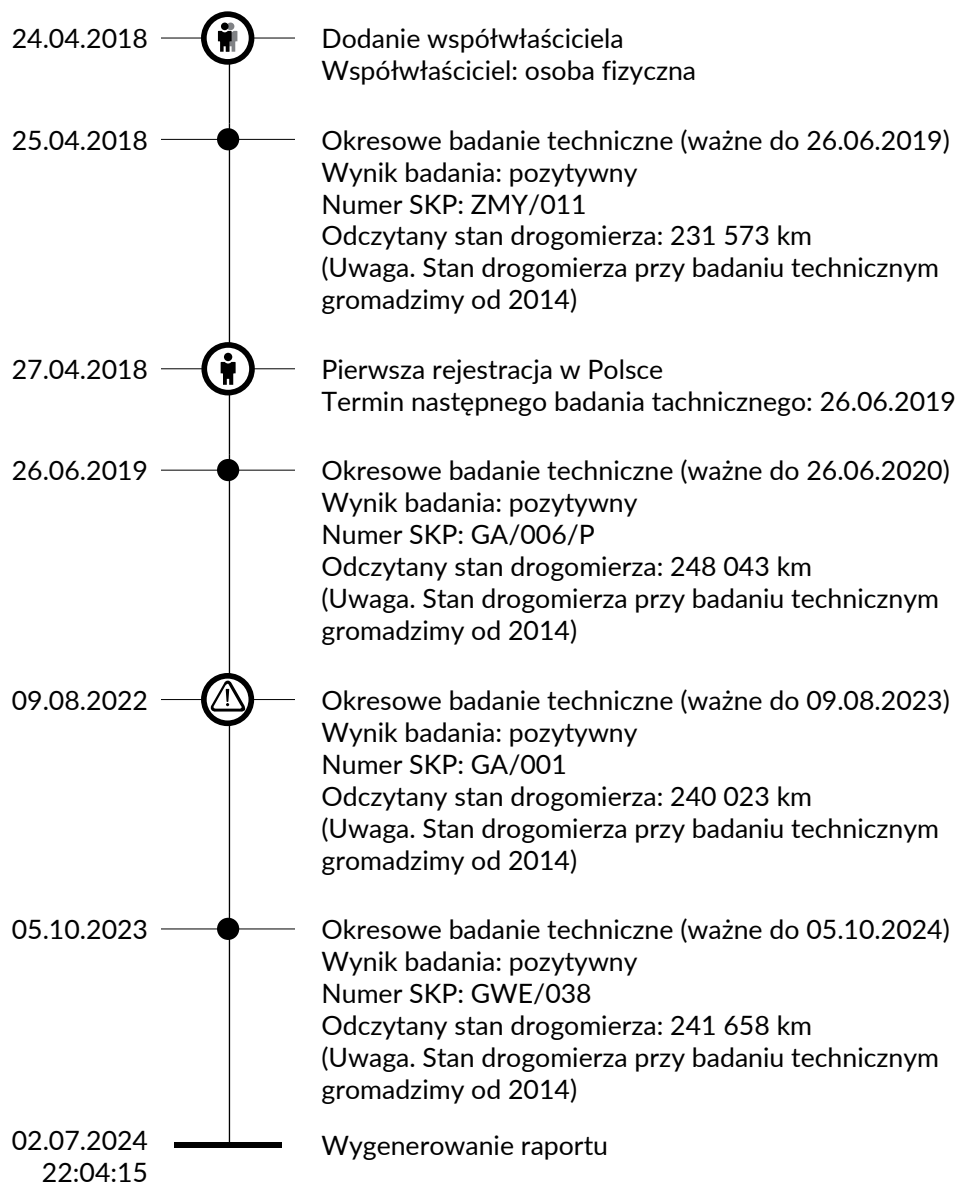 24.04.2018
Dodanie współwłaściciela
Współwłaściciel: osoba fizyczna
25.04.2018
Okresowe badanie techniczne (ważne do 26.06.2019)
Wynik badania: pozytywny
Numer SKP: ZMY/011
Odczytany stan drogomierza: 231 573 km
(Uwaga. Stan drogomierza przy badaniu technicznym
gromadzimy od 2014)
27.04.2018
Pierwsza rejestracja w Polsce
Termin następnego badania tachnicznego: 26.06.2019
26.06.2019
Okresowe badanie techniczne (ważne do 26.06.2020)
Wynik badania: pozytywny
Numer SKP: GA/006/P
Odczytany stan drogomierza: 248 043 km
(Uwaga. Stan drogomierza przy badaniu technicznym
gromadzimy od 2014)
09.08.2022
Okresowe badanie techniczne (ważne do 09.08.2023)
Wynik badania: pozytywny
Numer SKP: GA/001
Odczytany stan drogomierza: 240 023 km
(Uwaga. Stan drogomierza przy badaniu technicznym
gromadzimy od 2014)
05.10.2023
Okresowe badanie techniczne (ważne do 05.10.2024)
Wynik badania: pozytywny
Numer SKP: GWE/038
Odczytany stan drogomierza: 241 658 km
(Uwaga. Stan drogomierza przy badaniu technicznym
gromadzimy od 2014)
02.07.2024
22:04:15
Wygenerowanie raportu